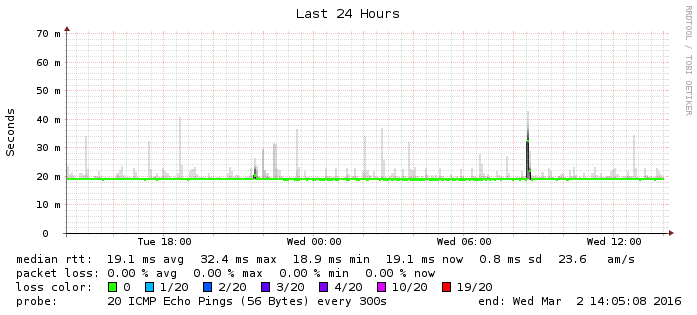 Last 24 Hours
RRDTOOL / TOBI OETIKER
Seconds
70 m
60 m
50 m
40 m
30 m
20 m
10 m
0
Tue 18:00 Wed 00:00 Wed 06:00 Wed 12:00
median rtt: 19.1 ms avg 32.4 ms max 18.9 ms min 19.1 ms now 0.8 ms sd 23.6 am/s
packet loss: 0.00 % avg 0.00 % max 0.00 % min 0.00 % now
loss color: 0 1/20 2/20 3/20 4/20 10/20 19/20
probe: 20 ICMP Echo Pings (56 Bytes) every 300s end: Wed Mar 2 14:05:08 2016